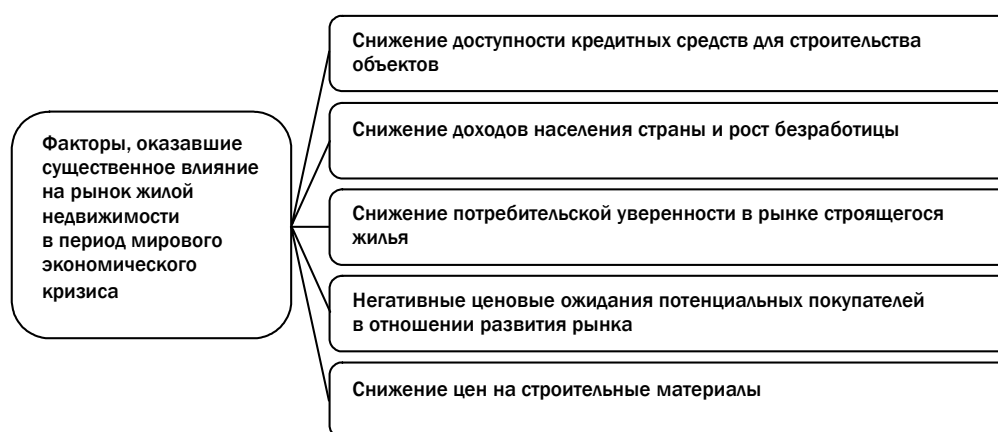 Факторы, оказавшие
существенное влияние
на рынок жилой
недвижимости
в период мирового
экономического
кризиса
Снижение доступности кредитных средств для строительства
объектов
Снижение доходов населения страны и рост безработицы
Снижение потребительской уверенности в рынке строящегося
жилья
Негативные ценовые ожидания потенциальных покупателей
в отношении развития рынка
Снижение цен на строительные материалы